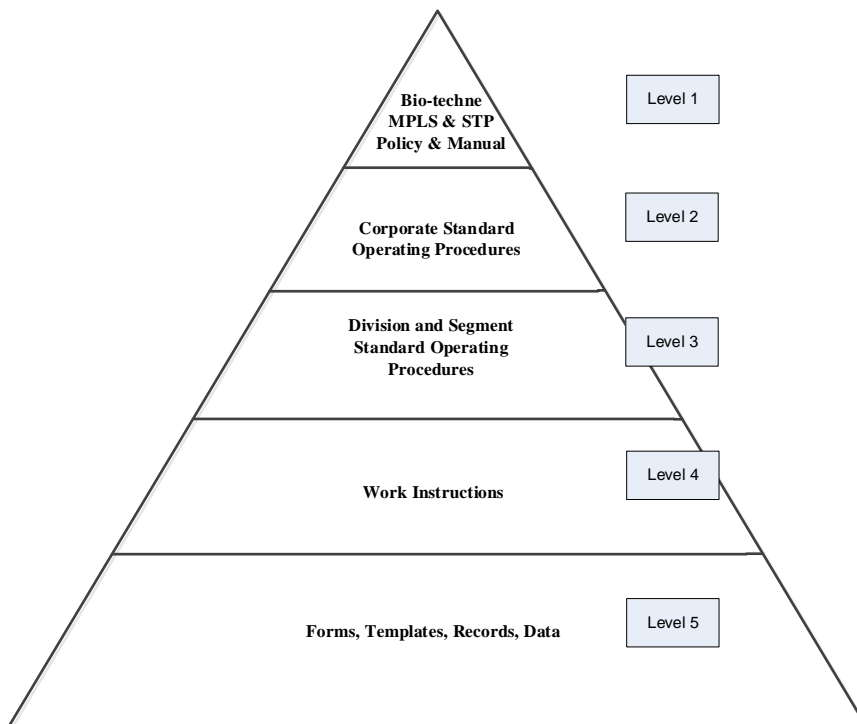 Bio-techne
MPLS & STP
Policy & Manual
Level 1
Corporate Standard
Operating Procedures
Level 2
Division and Segment
Standard Operating
Procedures
Level 3
Work Instructions
Level 4
Forms, Templates, Records, Data
Level 5